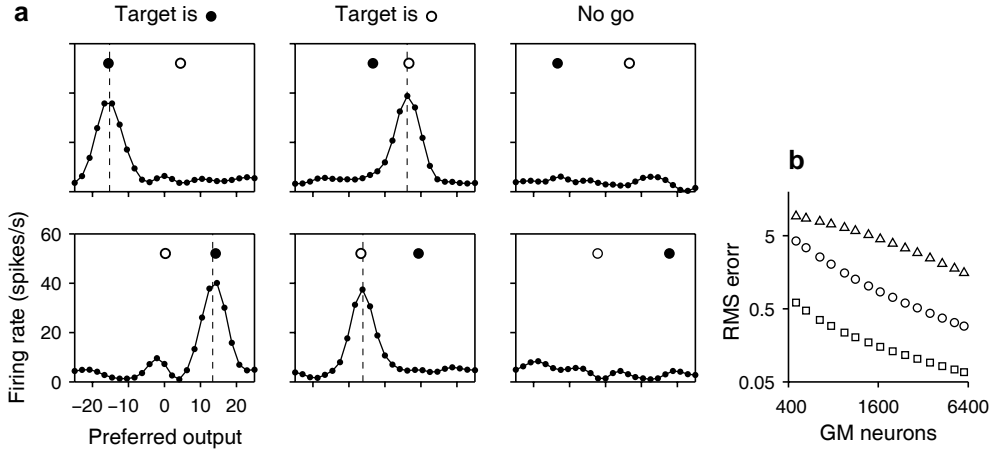 a
Target is ●
Target is ○
No go
b
Firing rate (spikes/s)
60
40
20
0
−20 −10 0 10 20
Preferred output
RMS erorr
5
0.5
0.05
400 1600 6400
GM neurons